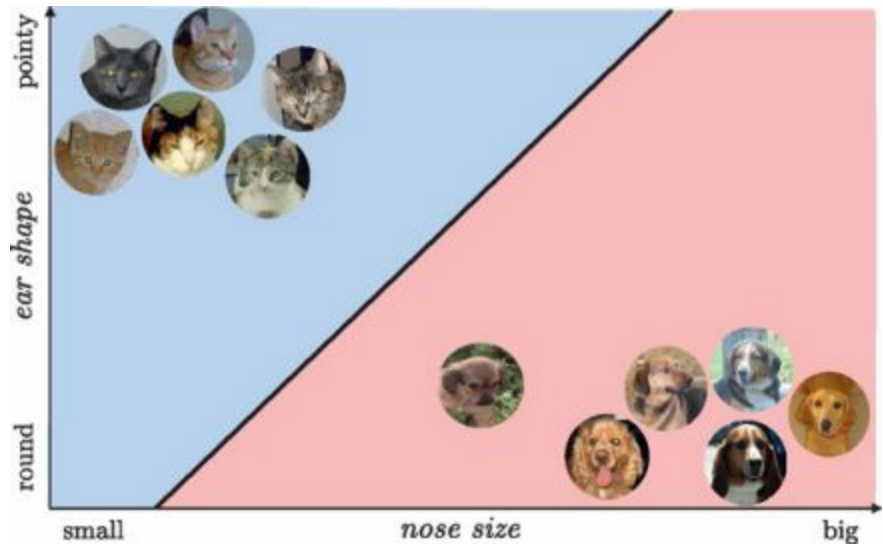 pointy
ear shape
round
small
nose size
big